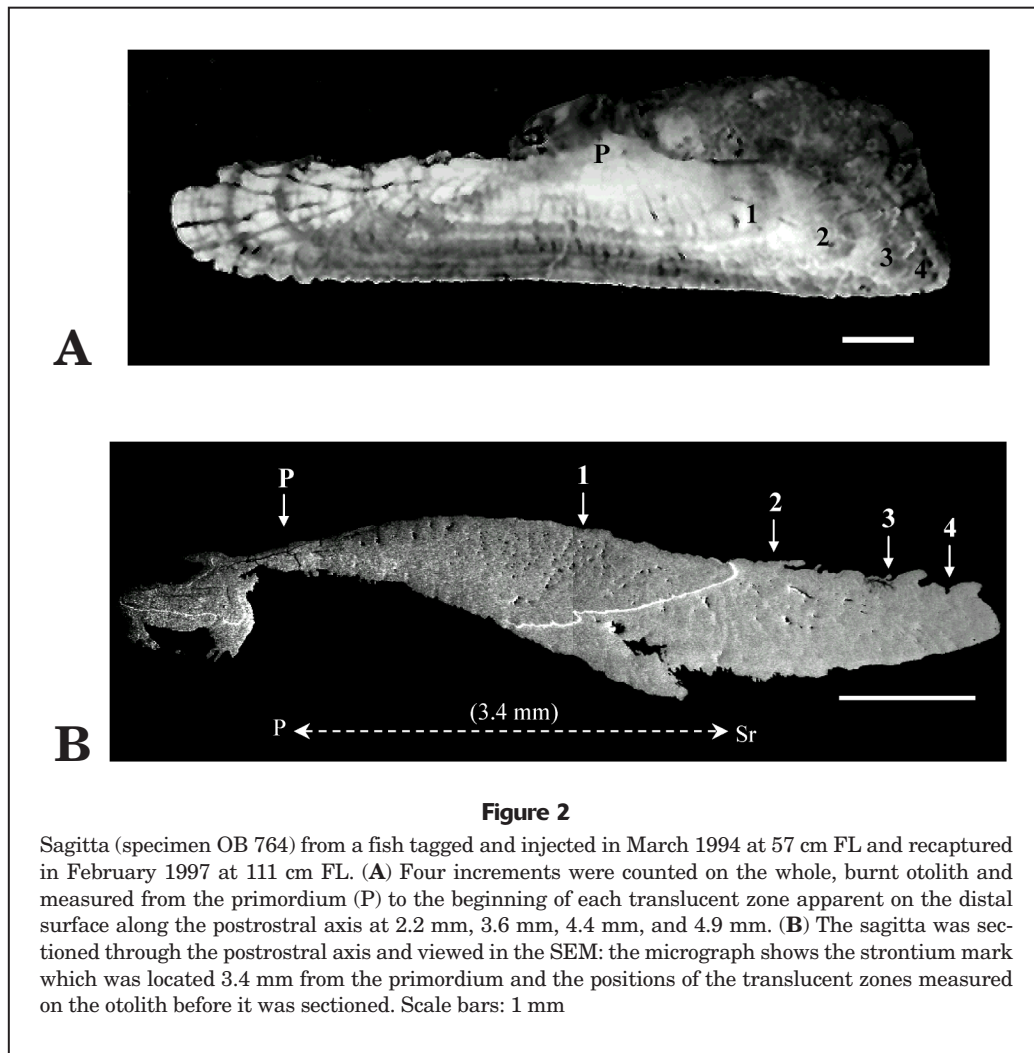 P
1
2
3
4
A
P
1
2
3
4
(3.4 mm)
P
Sr
B
Figure 2
Sagitta (specimen OB 764) from a fish tagged and injected in March 1994 at 57 cm FL and recaptured
in February 1997 at 111 cm FL. (A) Four increments were counted on the whole, burnt otolith and
measured from the primordium (P) to the beginning of each translucent zone apparent on the distal
surface along the postrostral axis at 2.2 mm, 3.6 mm, 4.4 mm, and 4.9 mm. (B) The sagitta was sec-
tioned through the postrostral axis and viewed in the SEM: the micrograph shows the strontium mark
which was located 3.4 mm from the primordium and the positions of the translucent zones measured
on the otolith before it was sectioned. Scale bars: 1 mm